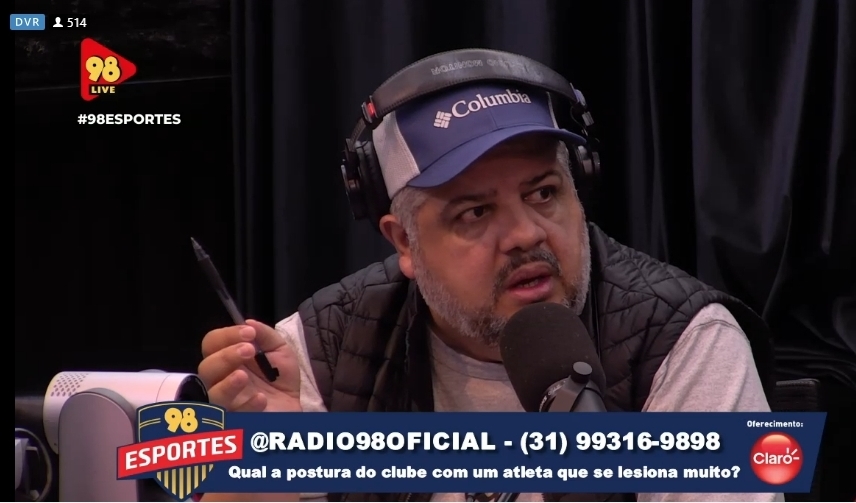 DVR 514
98
LIVE
#98ESPORTES
Columbia
98
ESPORTES
@RADIO98OFICIAL - (31) 99316-9898
Qual a postura do clube com um atleta que se lesiona muito?
Oferecimento:
Claro